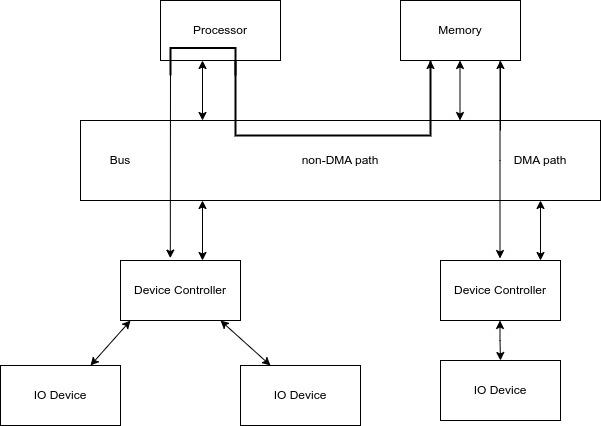 Processor
Memory
Bus
non-DMA path
DMA path
Device Controller
Device Controller
IO Device
IO Device
IO Device